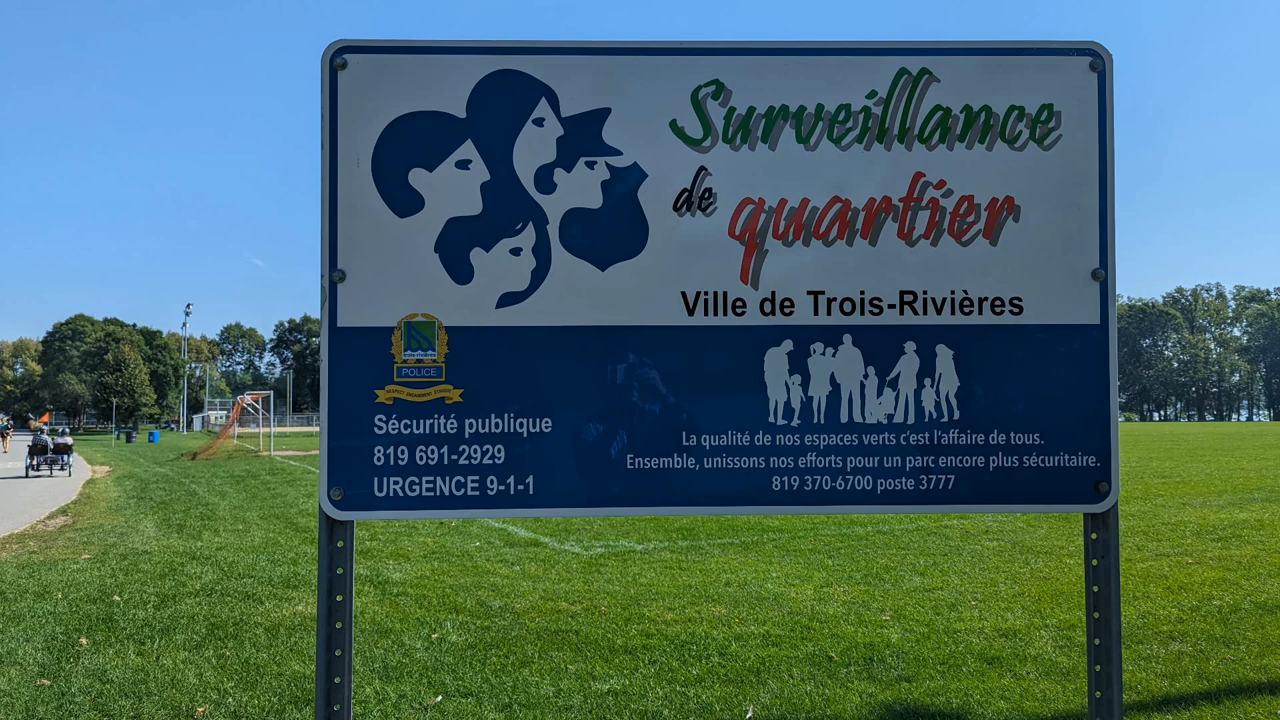 Surveillance
de quartier
Ville de Trois-Rivières
trois-rivières
POLICE
Sécurité publique
819 691-2929
URGENCE 9-1-1
La qualité de nos espaces verts c'est l'affaire de tous.
Ensemble, unissons nos efforts pour un parc encore plus sécuritaire.
819 370-6700 poste 3777